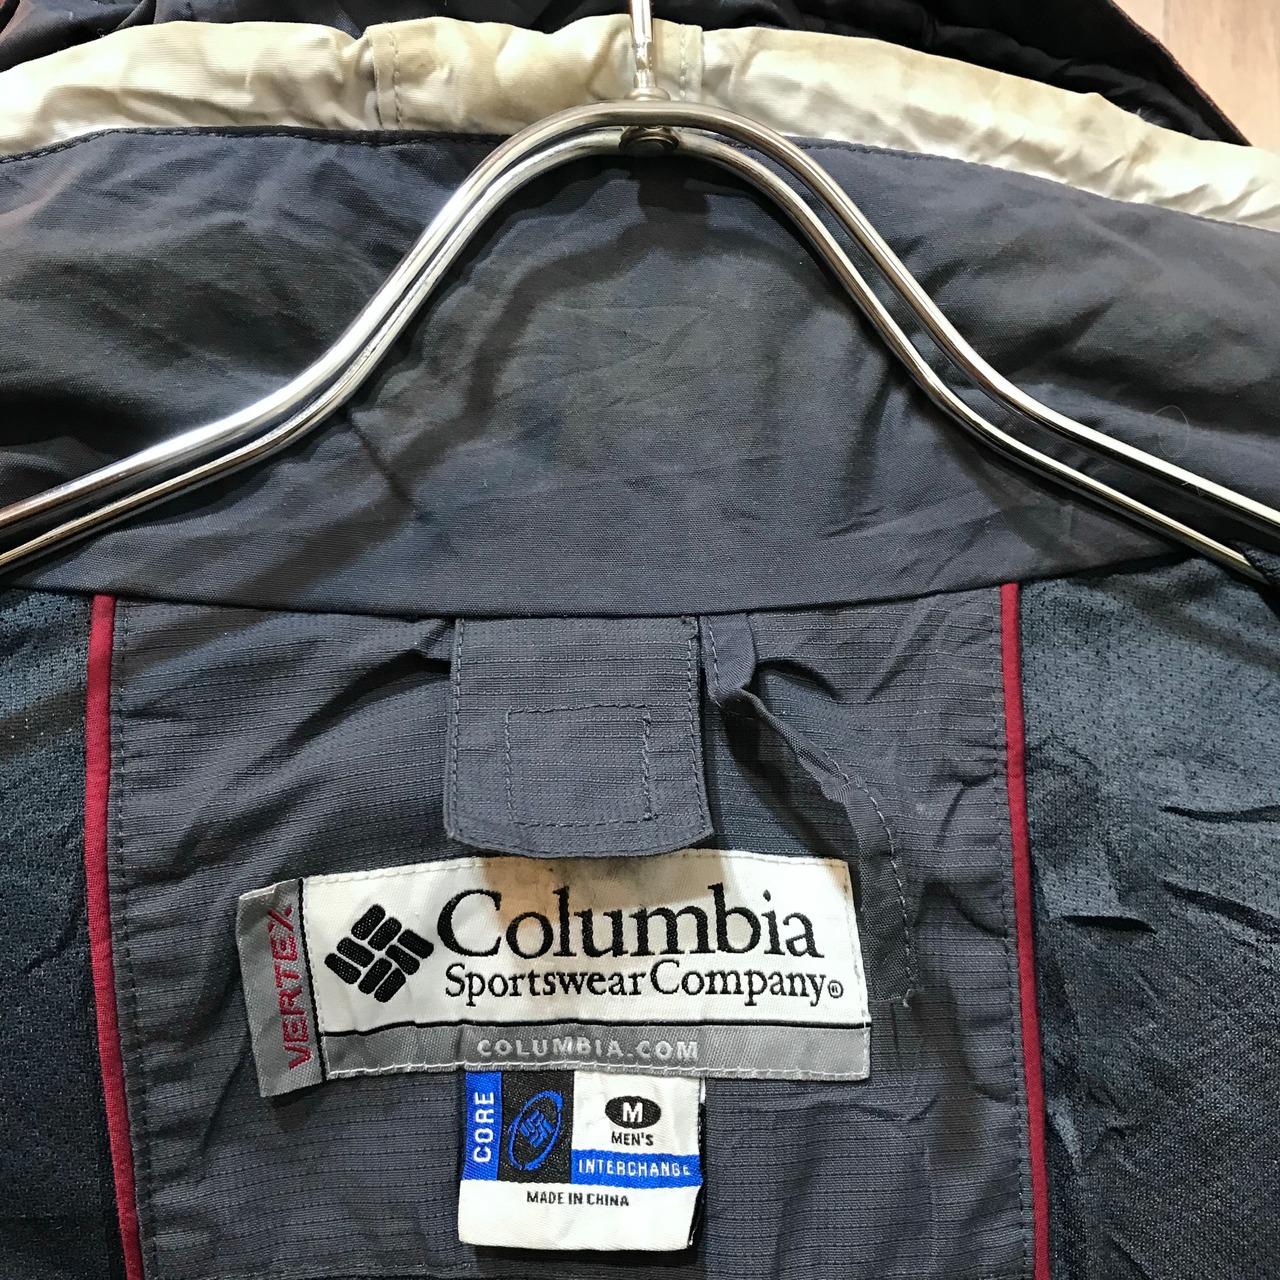 VERTEX
Columbia
Sportswear Company®
COLUMBIA.COM
CORE
M
MEN'S
INTERCHANGE
MADE IN CHINA